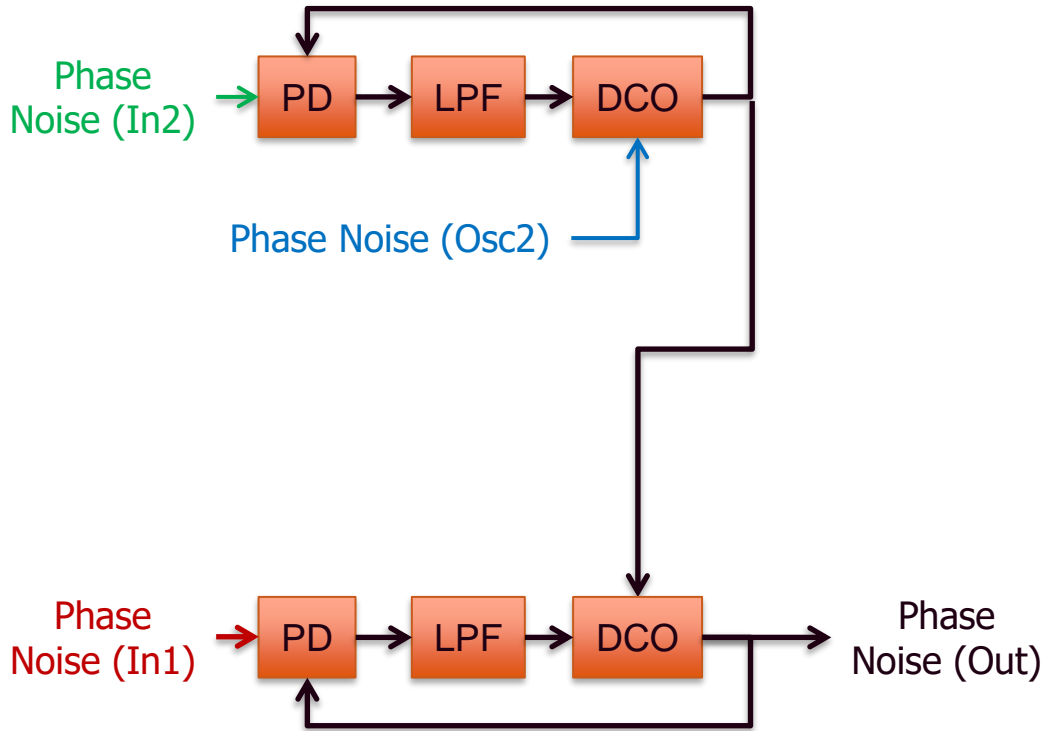 Phase
Noise (In2)
PD
LPF
DCO
Phase Noise (Osc2)
Phase
Noise (In1)
PD
LPF
DCO
Phase
Noise (Out)